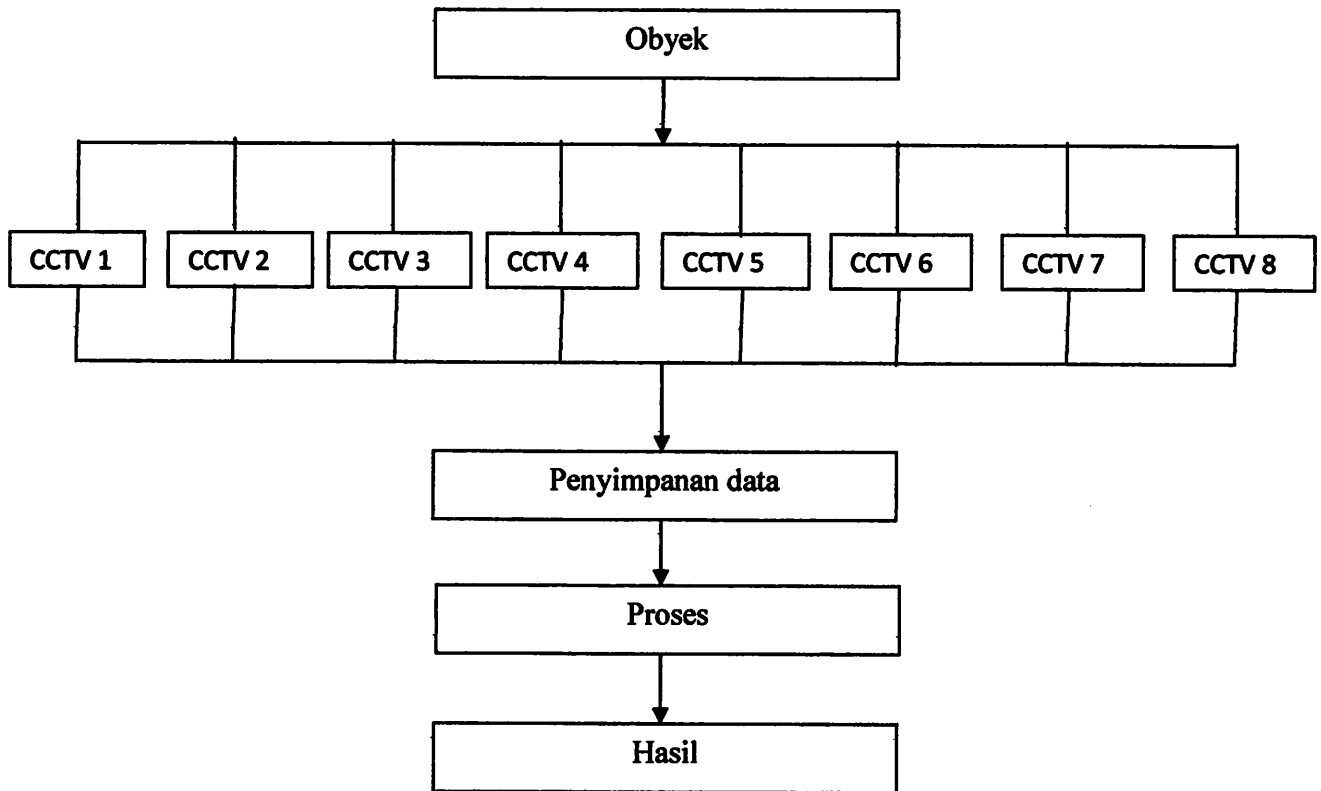 Obyek
CCTV 1 CCTV 2 CCTV 3 CCTV 4 CCTV 5 CCTV 6 CCTV 7 CCTV 8
Penyimpanan data
Proses
Hasil